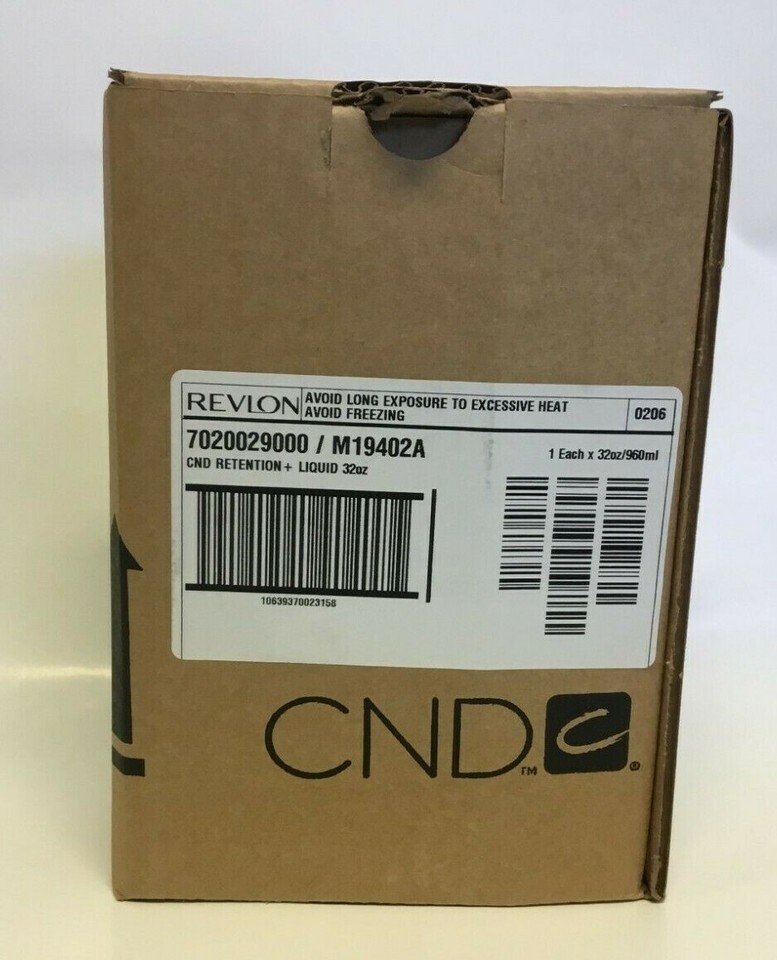 REVLON
AVOID LONG EXPOSURE TO EXCESSIVE HEAT
AVOID FREEZING
0206
7020029000 / M19402A
CND RETENTION+ LIQUID 32oz
1 Each x 32oz/960ml
10639370023158
CND™ ®